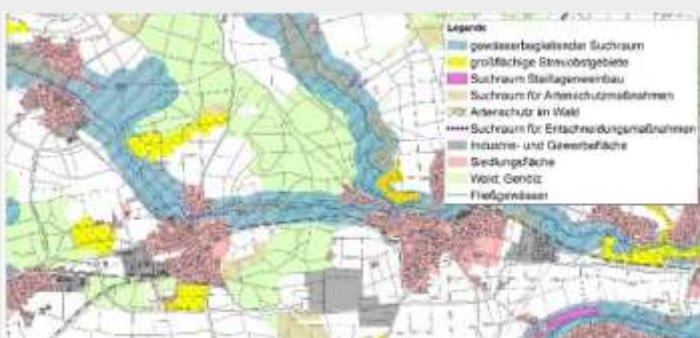 Legende
gewässerbegleitender Suchraum
großflächige Streuobstgebiete
Suchraum Steillagenweinbau
Suchraum für Artenschutzmaßnahmen
Artenschutz im Wald
Suchraum für Entschneidungsmaßnahmen
Industrie- und Gewerbefläche
Siedlungsfläche
Wald, Gehölz
Fließgewässer